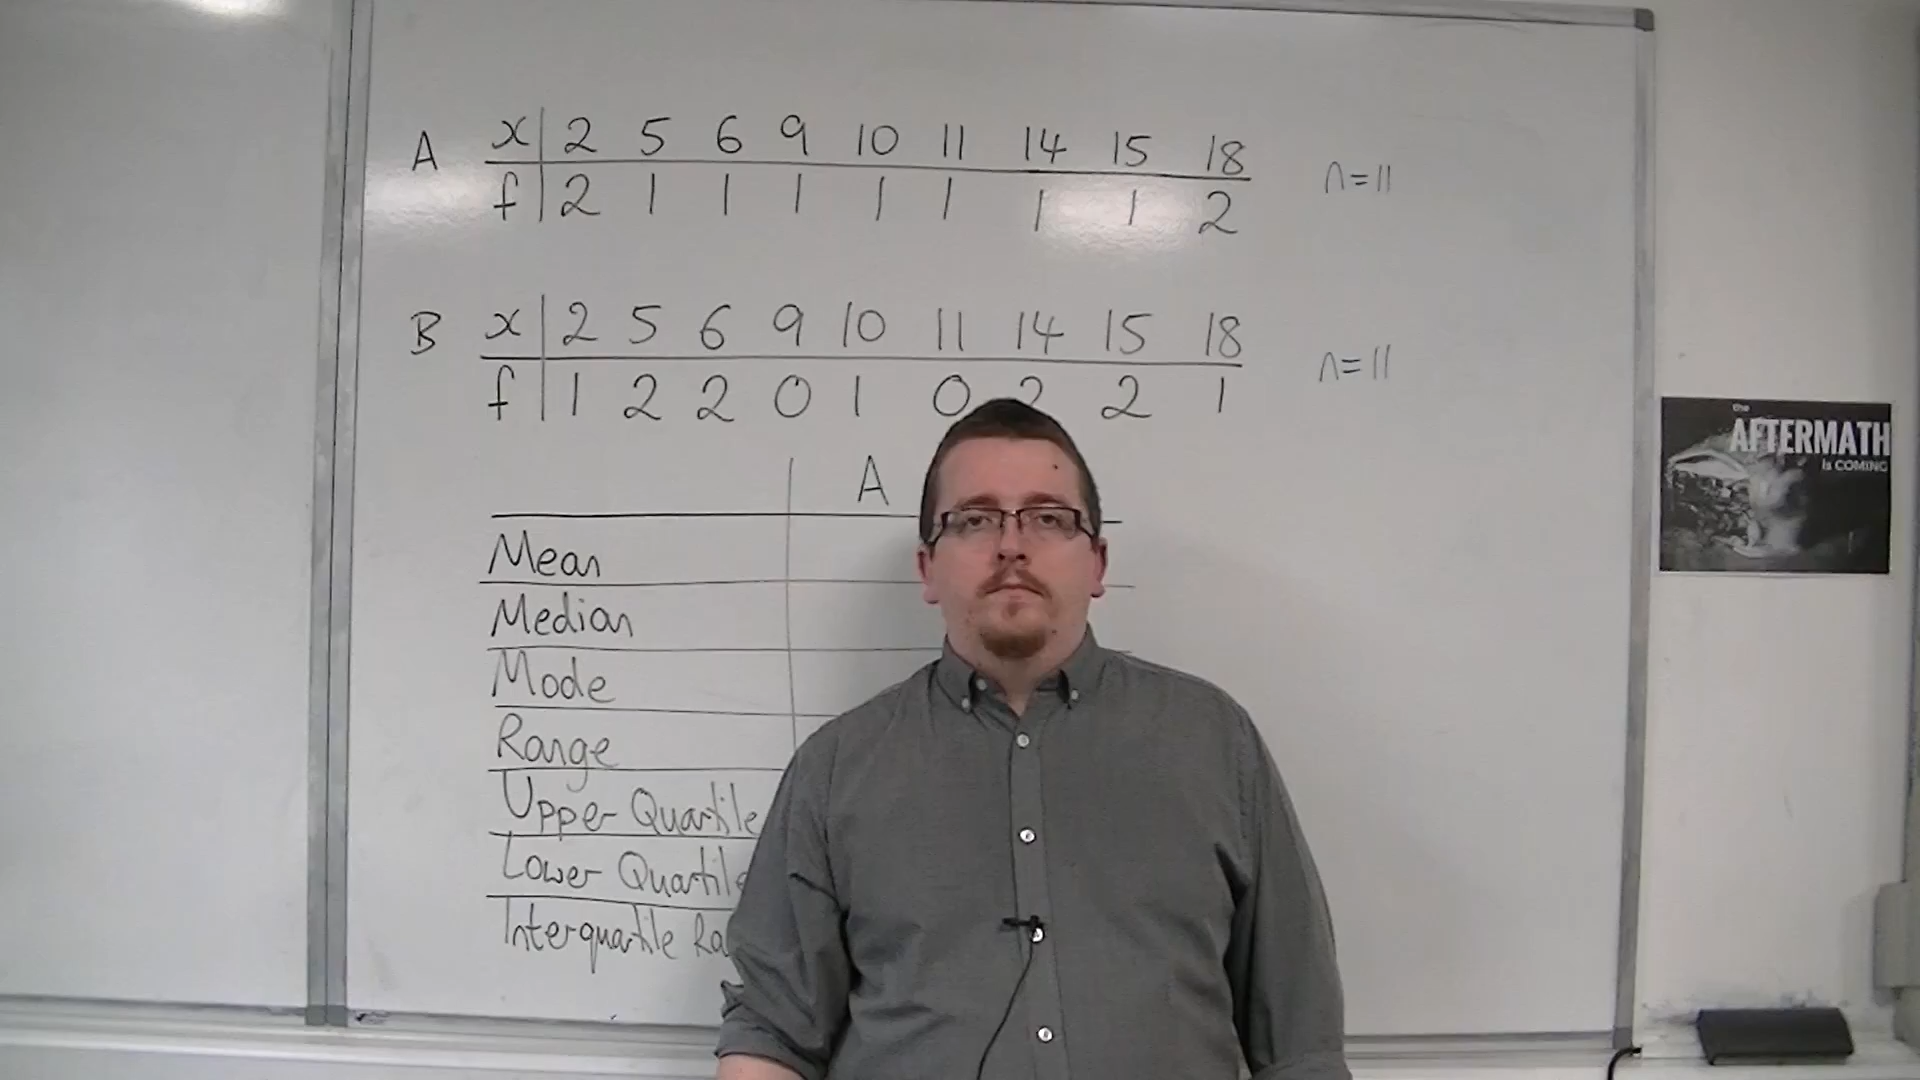 A x 2 5 6 9 10 11 14 15 18 n=11
f 2 1 1 1 1 1 1 1 2
B x 2 5 6 9 10 11 14 15 18 n=11
f 1 2 2 0 1 0 2 2 1
A
Mean
Median
Mode
Range
Upper Quartile
Lower Quartile
Interquartile Ra
the
AFTERMATH
is COMING